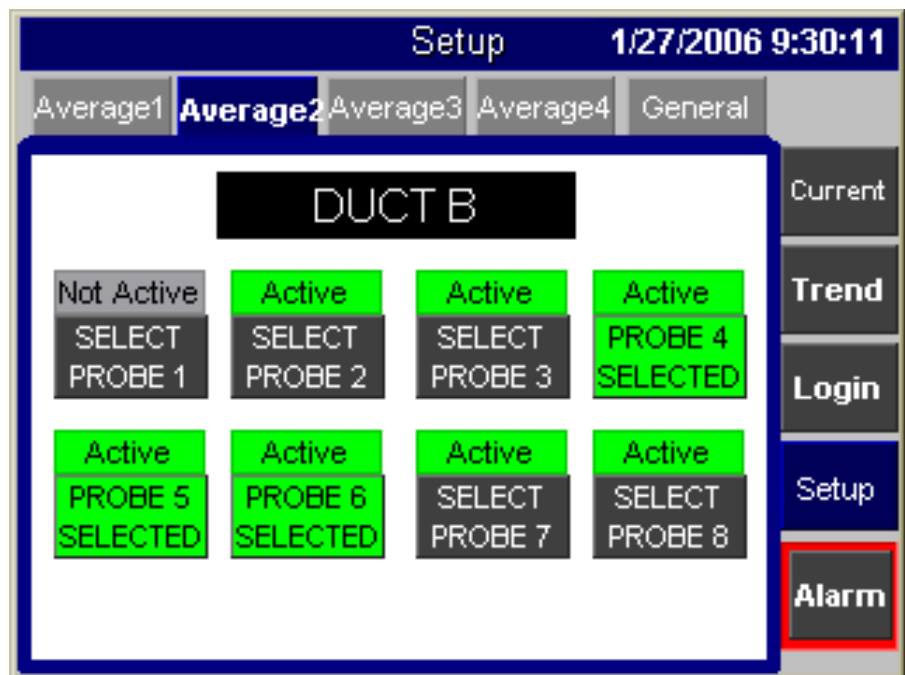 Setup 1/27/2006 9:30:11
Average1 Average2 Average3 Average4 General
DUCT B
Current
Trend
Login
Setup
Alarm
Not Active
SELECT
PROBE 1
Active
SELECT
PROBE 2
Active
SELECT
PROBE 3
Active
PROBE 4
SELECTED
Active
PROBE 5
SELECTED
Active
PROBE 6
SELECTED
Active
SELECT
PROBE 7
Active
SELECT
PROBE 8